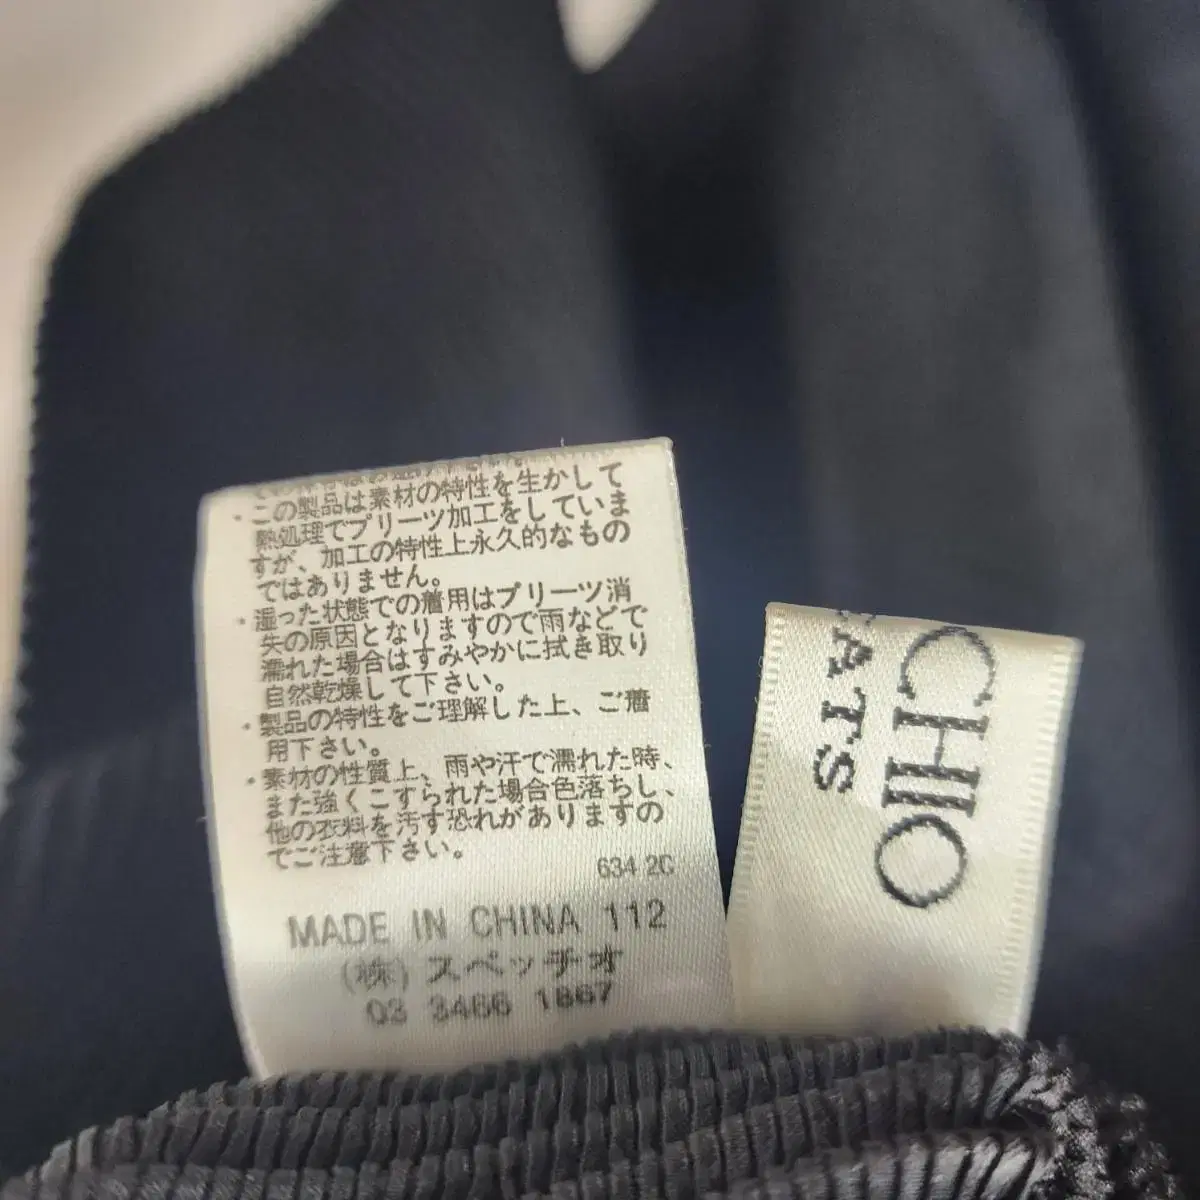 ・この製品は素材の特性を生かして
熱処理でプリーツ加工をしていま
すが、加工の特性上永久的なもの
ではありません。
・湿った状態での着用はプリーツ消
失の原因となりますので雨などで
濡れた場合はすみやかに拭き取り
自然乾燥して下さい。
・製品の特性をご理解した上、ご着
用下さい。
・素材の性質上、雨や汗で濡れた時、
また強くこすられた場合色落ちし、
他の衣料を汚す恐れがありますの
でご注意下さい。
634 2C
MADE IN CHINA 112
(株) スペッチオ
03 3466 1867
CCHIO
CATS